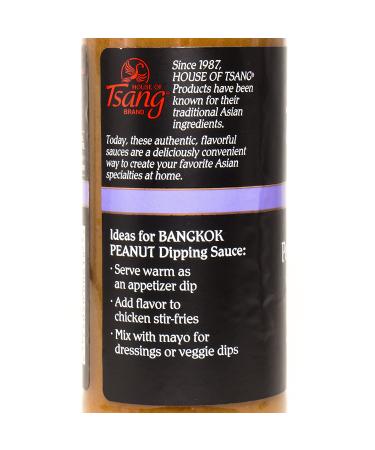 HOUSE OF
Tsang
BRAND
Since 1987,
HOUSE OF TSANG®
Products have been
known for their
traditional Asian
ingredients.
Today, these authentic, flavorful
sauces are a deliciously convenient
way to create your favorite Asian
specialties at home.
Ideas for BANGKOK
PEANUT Dipping Sauce:
· Serve warm as
an appetizer dip
· Add flavor to
chicken stir-fries
· Mix with mayo for
dressings or veggie dips